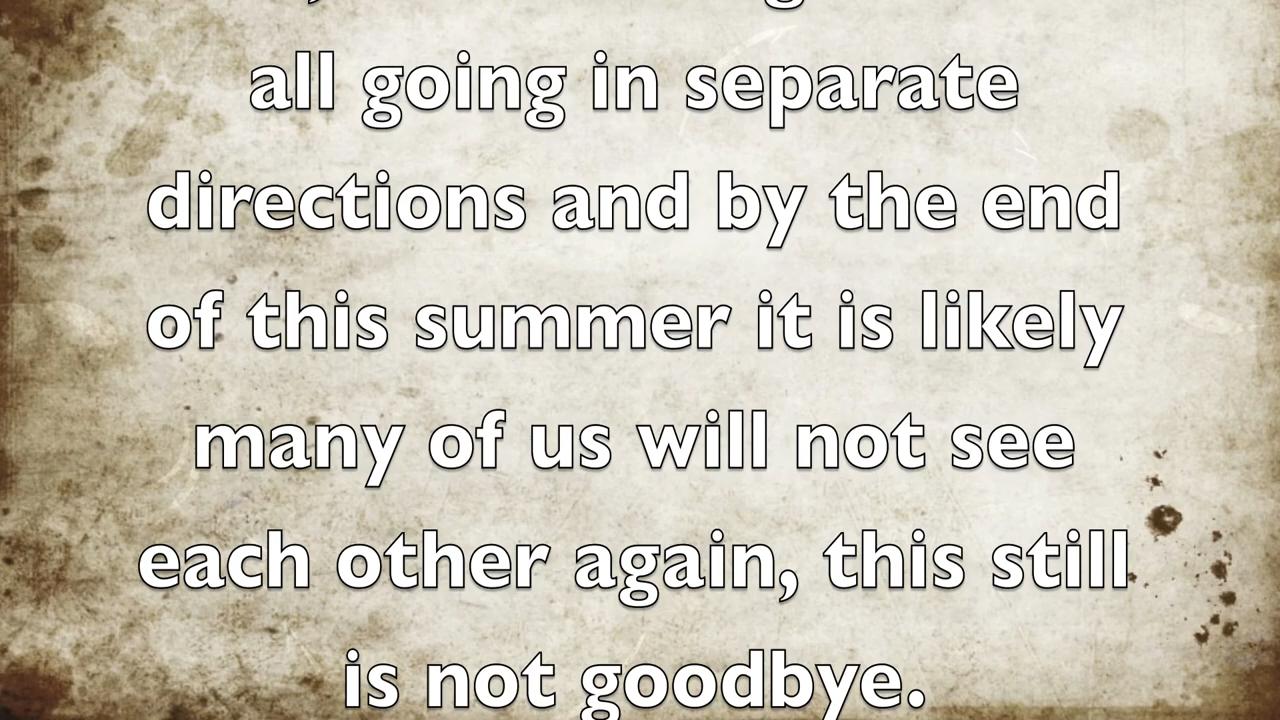 all going in separate
directions and by the end
of this summer it is likely
many of us will not see
each other again, this still
is not goodbye.